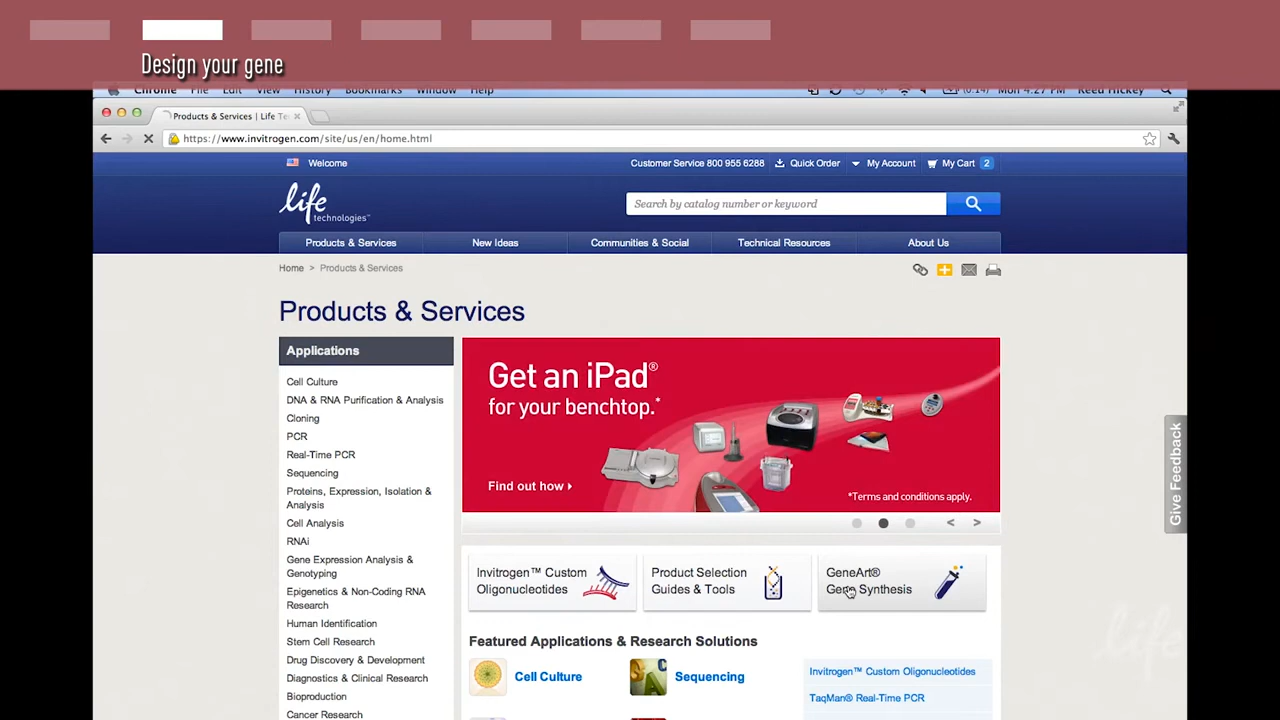 Design your gene
Chrome File Edit View History Bookmarks Window Help (0:14) Mon 4:27 PM Reed Hickey
Products & Services | Life Te
https://www.invitrogen.com/site/us/en/home.html
Welcome Customer Service 800 955 6288 Quick Order My Account My Cart 2
life
technologies™
Search by catalog number or keyword
Products & Services New Ideas Communities & Social Technical Resources About Us
Home > Products & Services
Products & Services
Applications
Cell Culture
DNA & RNA Purification & Analysis
Cloning
PCR
Real-Time PCR
Sequencing
Proteins, Expression, Isolation &
Analysis
Cell Analysis
RNAi
Gene Expression Analysis &
Genotyping
Epigenetics & Non-Coding RNA
Research
Human Identification
Stem Cell Research
Drug Discovery & Development
Diagnostics & Clinical Research
Bioproduction
Cancer Research
Get an iPad®
for your benchtop.*
Find out how
*Terms and conditions apply.
< >
Invitrogen™ Custom
Oligonucleotides
Product Selection
Guides & Tools
GeneArt®
Gene Synthesis
Featured Applications & Research Solutions
Cell Culture
Sequencing
Invitrogen™ Custom Oligonucleotides
TaqMan® Real-Time PCR
Give Feedback
life